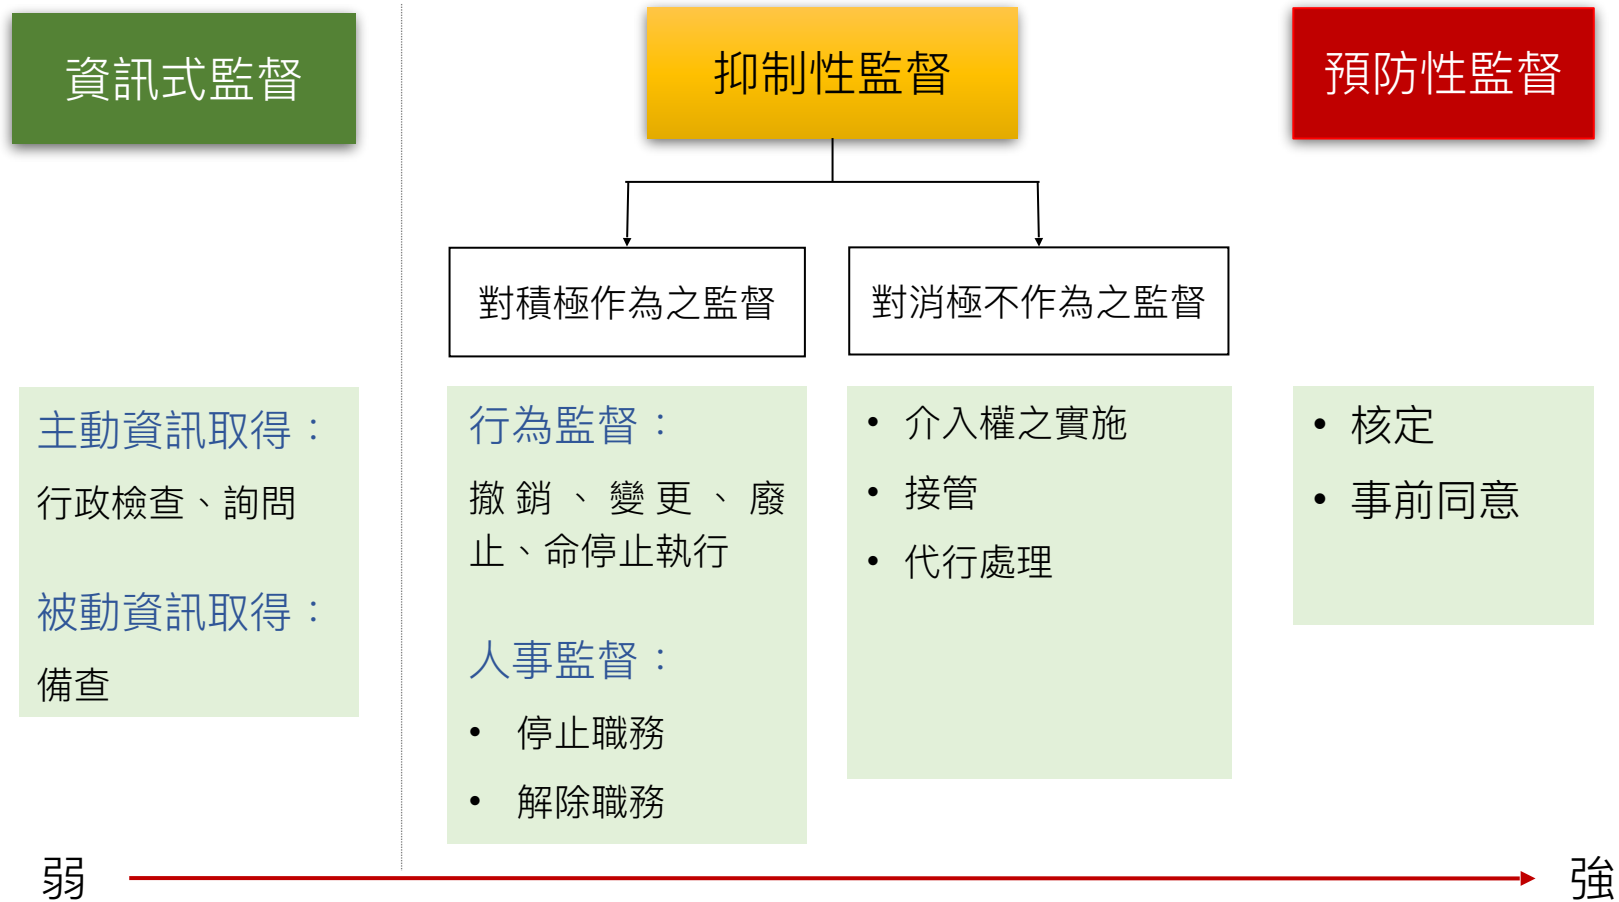 資訊式監督
抑制性監督
預防性監督
對積極作為之監督
對消極不作為之監督
主動資訊取得：
行政檢查、詢問
被動資訊取得：
備查
行為監督：
撤銷、變更、廢
止、命停止執行
人事監督：
• 停止職務
• 解除職務
• 介入權之實施
• 接管
• 代行處理
• 核定
• 事前同意
弱
強